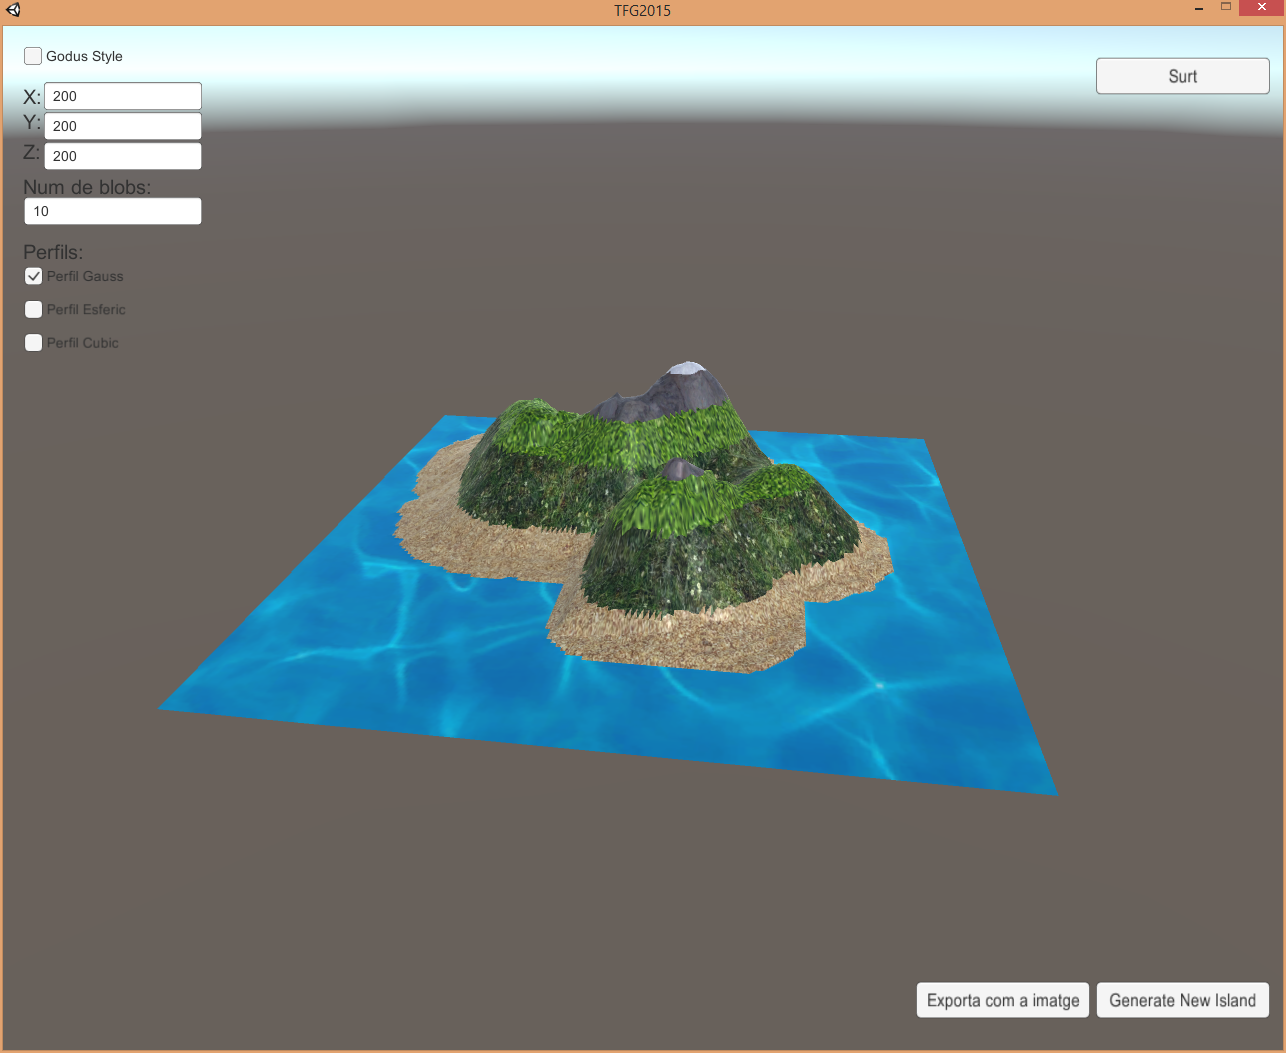 TFG2015
Godus Style
Surt
X: 200
Y: 200
Z: 200
Num de blobs:
10
Perfils:
Perfil Gauss
Perfil Esferic
Perfil Cubic
Exporta com a imatge
Generate New Island